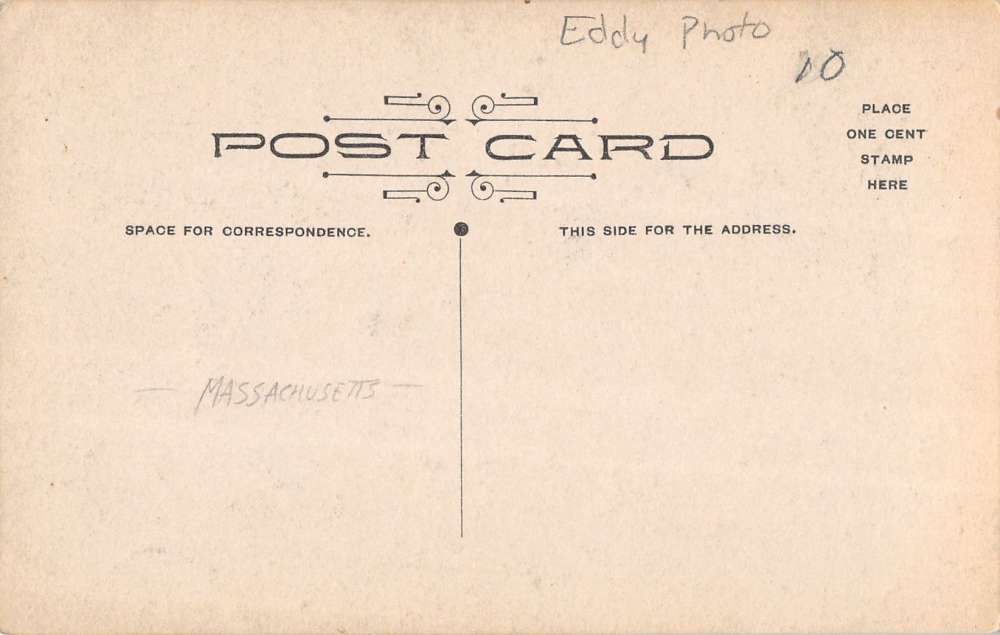 Eddy Photo
10
POST CARD
PLACE
ONE CENT
STAMP
HERE
SPACE FOR CORRESPONDENCE.
THIS SIDE FOR THE ADDRESS.
— MASSACHUSETTS —